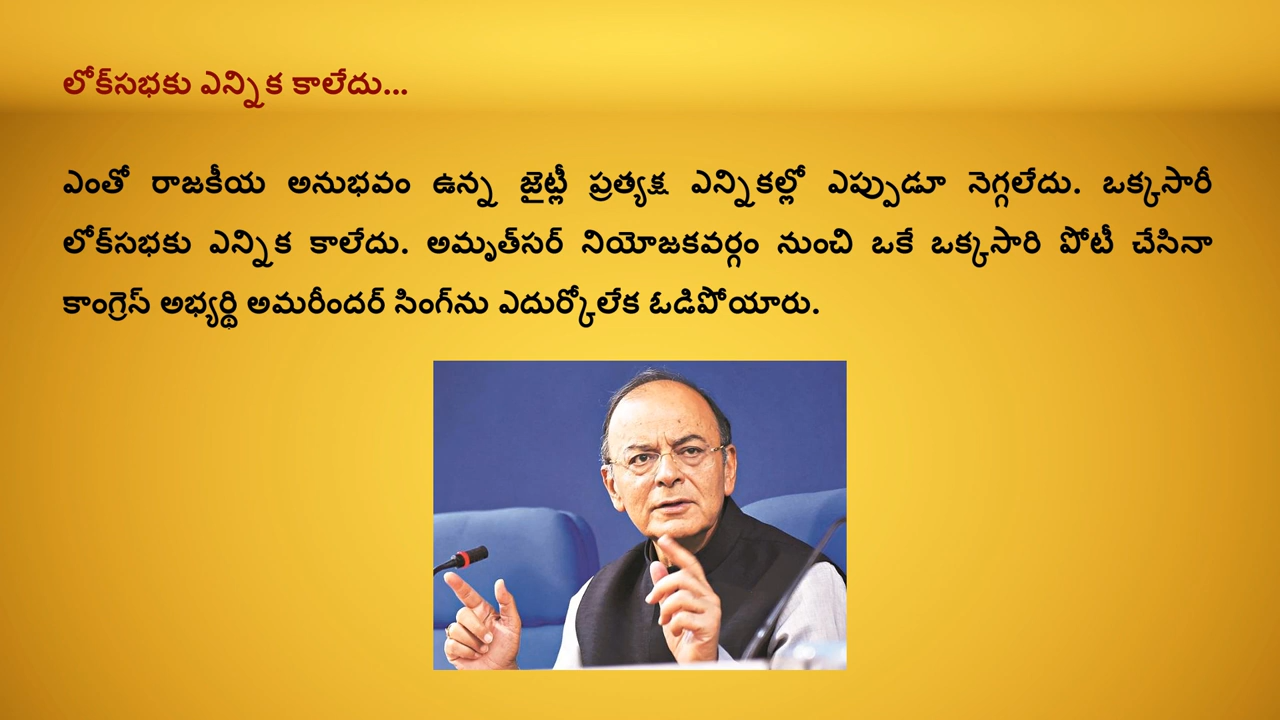 లోక్‌సభకు ఎన్నిక కాలేదు...
ఎంతో రాజకీయ అనుభవం ఉన్న జైట్లీ ప్రత్యక్ష ఎన్నికల్లో ఎప్పుడూ నెగ్గలేదు. ఒక్కసారీ
లోక్‌సభకు ఎన్నిక కాలేదు. అమృత్‌సర్ నియోజకవర్గం నుంచి ఒకే ఒక్కసారి పోటీ చేసినా
కాంగ్రెస్ అభ్యర్థి అమరీందర్ సింగ్‌ను ఎదుర్కోలేక ఓడిపోయారు.